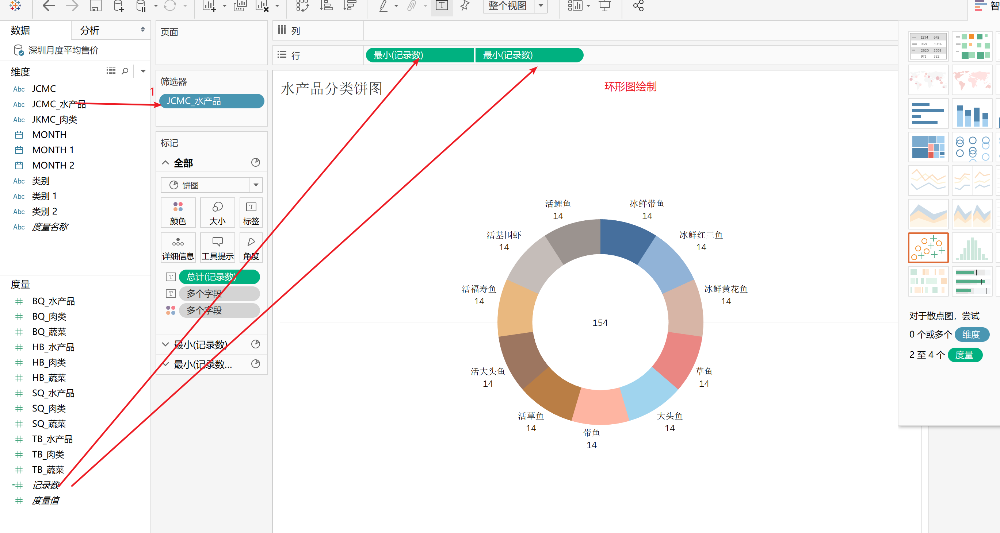 整个视图
智
数据
分析
深圳月度平均售价
维度
Abc JCMC
Abc JCMC_水产品
Abc JKMC_肉类
MONTH
MONTH 1
MONTH 2
Abc 类别
Abc 类别 1
Abc 类别 2
Abc 度量名称
度量
BQ_水产品
BQ_肉类
BQ_蔬菜
HB_水产品
HB_肉类
HB_蔬菜
SQ_水产品
SQ_肉类
SQ_蔬菜
TB_水产品
TB_肉类
TB_蔬菜
记录数
度量值
页面
筛选器
1
JCMC_水产品
标记
全部
饼图
颜色
大小
标签
详细信息
工具提示
角度
总计(记录数)
多个字段
多个字段
最小(记录数)
最小(记录数...
列
行
最小(记录数)
最小(记录数)
水产品分类饼图
环形图绘制
活鲤鱼
14
冰鲜带鱼
14
活基围虾
14
冰鲜红三鱼
14
活福寿鱼
14
冰鲜黄花鱼
14
154
活大头鱼
14
草鱼
14
活草鱼
14
大头鱼
14
带鱼
14
1234 678
368 3034
2620 2559
971 322
对于散点图，尝试
0 个或多个 维度
2 至 4 个 度量